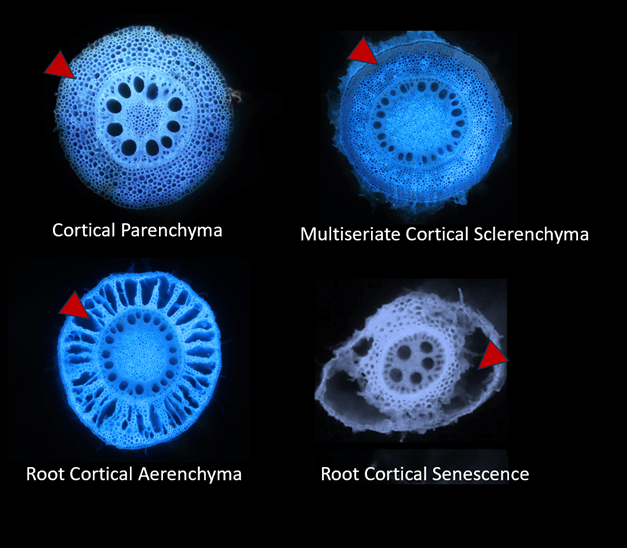 Cortical Parenchyma
Multiseriate Cortical Sclerenchyma
Root Cortical Aerenchyma
Root Cortical Senescence